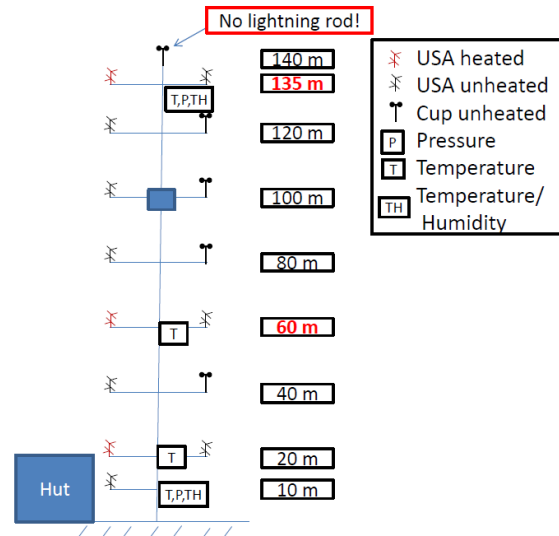 No lightning rod!
140 m
135 m
T,P,TH
120 m
100 m
80 m
60 m
T
40 m
20 m
T
10 m
T,P,TH
Hut
USA heated
USA unheated
Cup unheated
P Pressure
T Temperature
TH Temperature/
Humidity